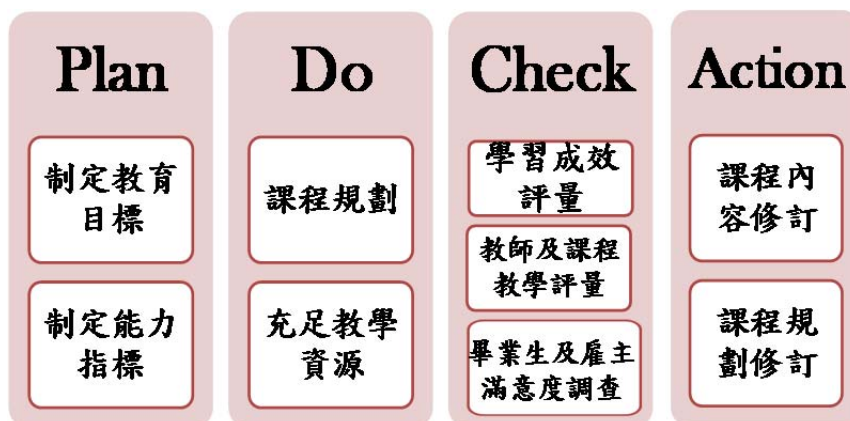 Plan
制定教育
目標
制定能力
指標
Do
課程規劃
充足教學
資源
Check
學習成效
評量
教師及課程
教學評量
畢業生及雇主
滿意度調查
Action
課程內
容修訂
課程規
劃修訂